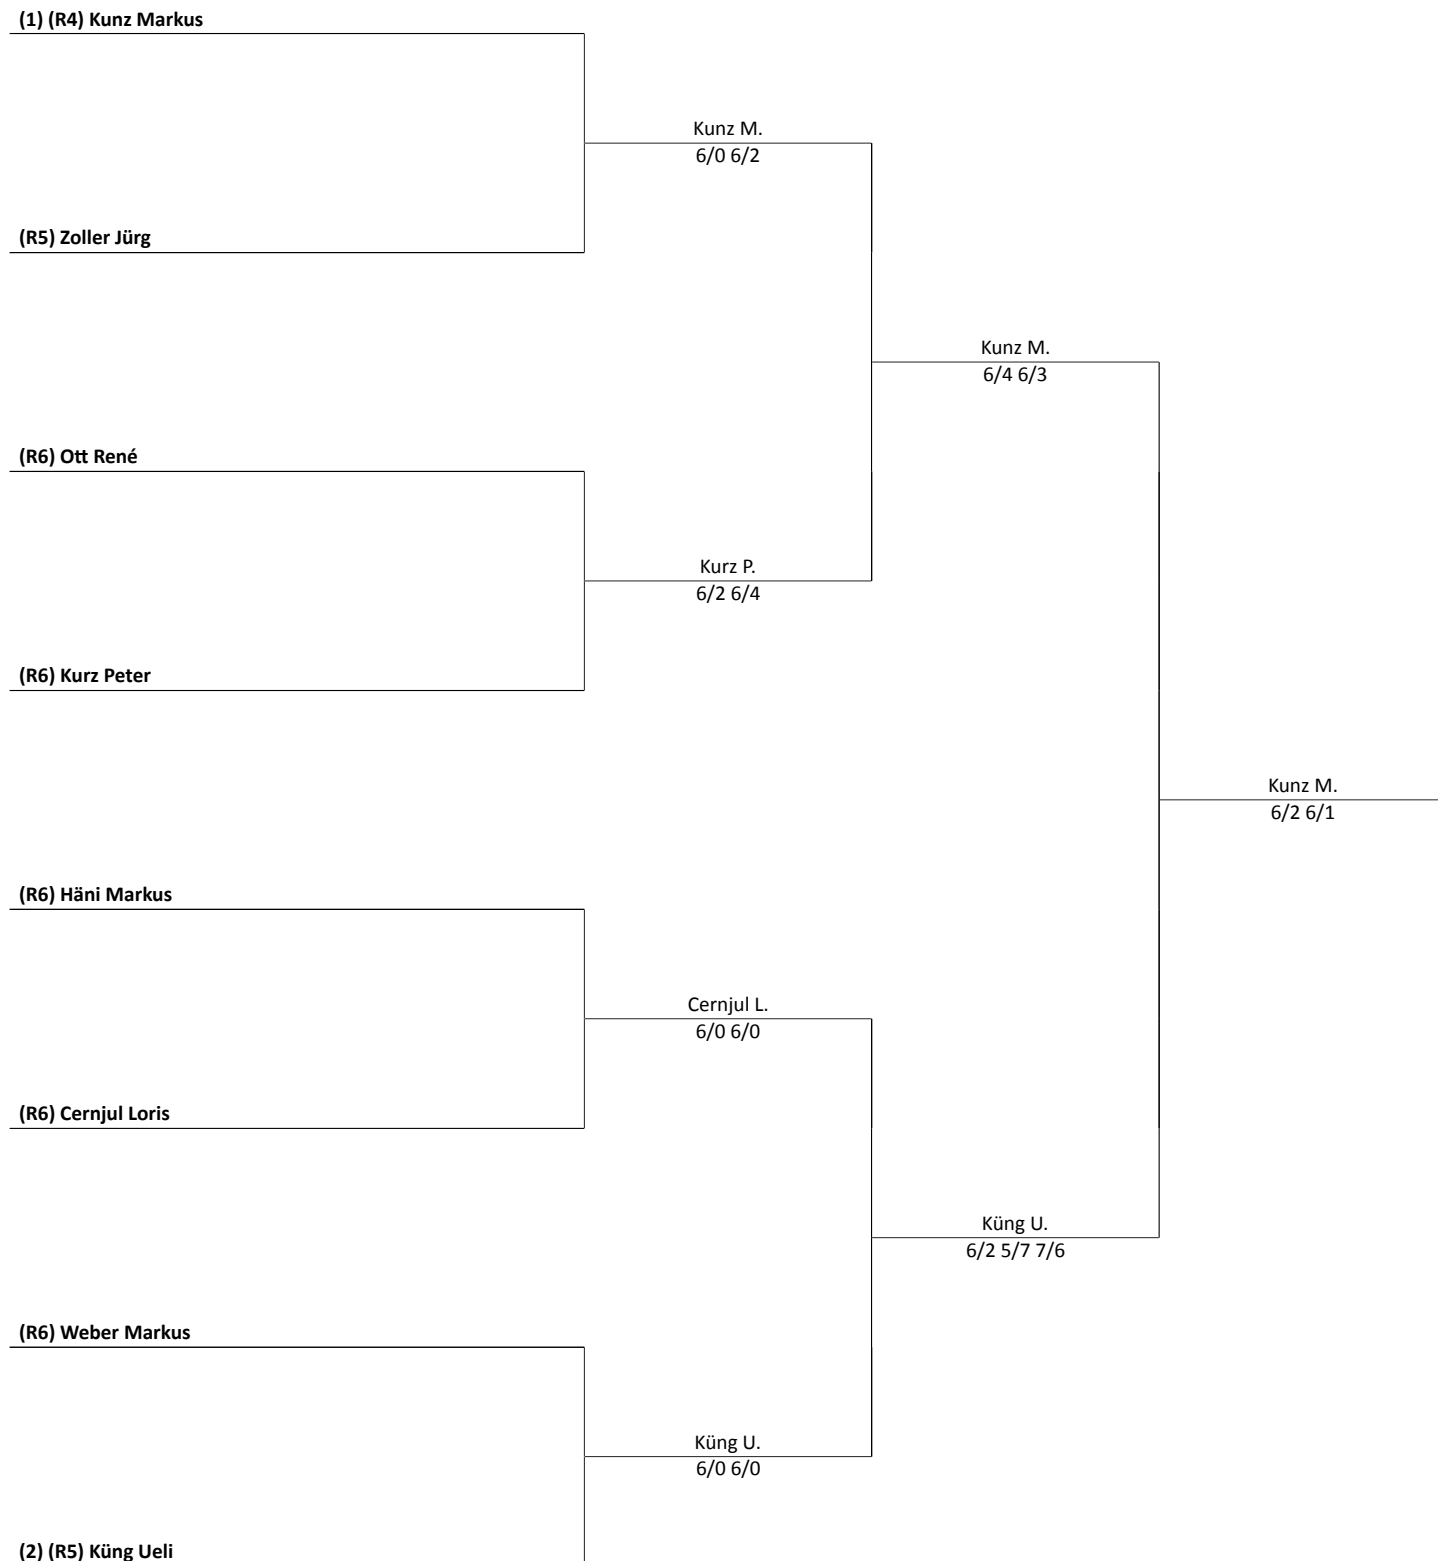 (1) (R4) Kunz Markus
Kunz M.
6/0 6/2
(R5) Zoller Jürg
Kunz M.
6/4 6/3
(R6) Ott René
Kurz P.
6/2 6/4
(R6) Kurz Peter
Kunz M.
6/2 6/1
(R6) Häni Markus
Cernjul L.
6/0 6/0
(R6) Cernjul Loris
Küng U.
6/2 5/7 7/6
(R6) Weber Markus
Küng U.
6/0 6/0
(2) (R5) Küng Ueli